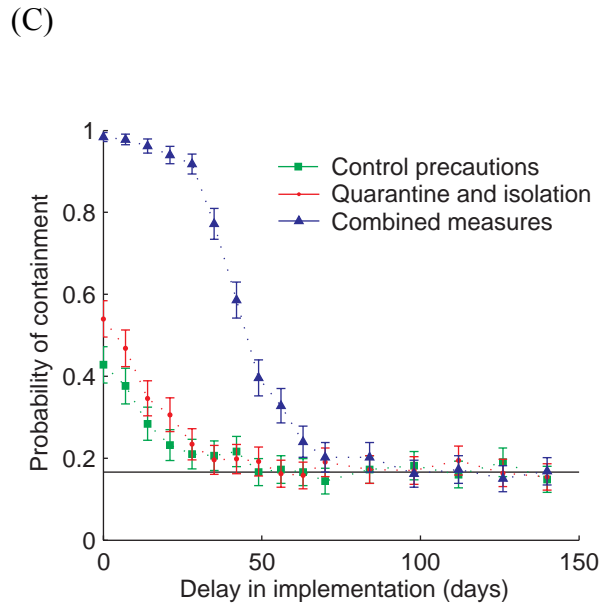 (C)
1
0.8
0.6
0.4
0.2
0
0
50
100
150
Probability of containment
Delay in implementation (days)
Control precautions
Quarantine and isolation
Combined measures